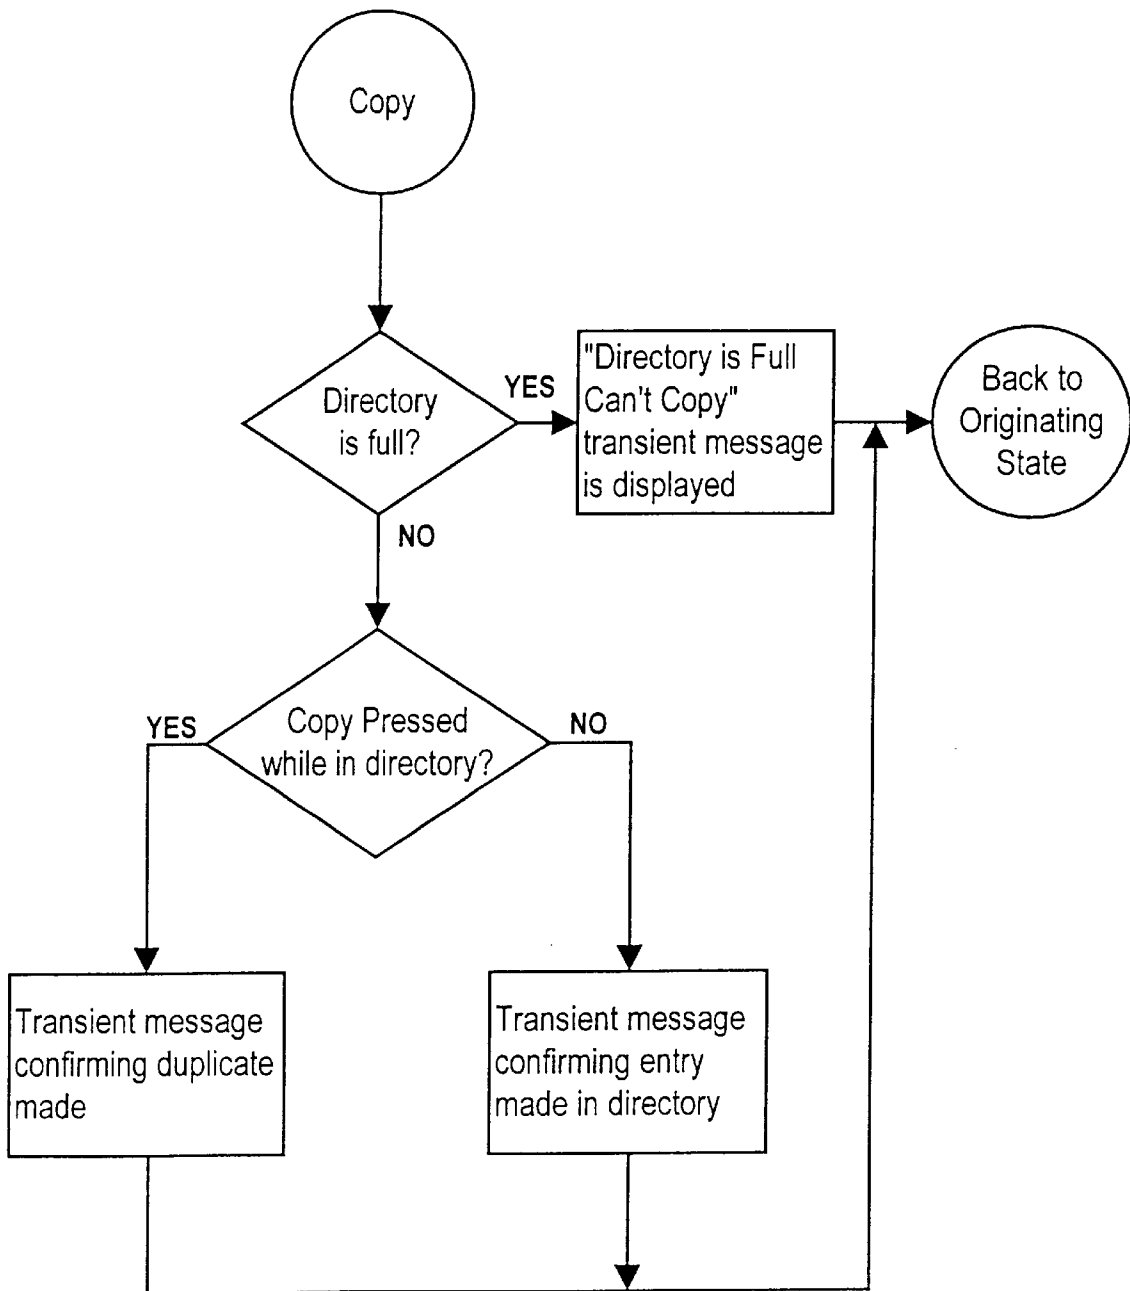 Copy
Directory
is full?
YES
"Directory is Full
Can't Copy"
transient message
is displayed
Back to
Originating
State
NO
Copy Pressed
while in directory?
YES
NO
Transient message
confirming duplicate
made
Transient message
confirming entry
made in directory